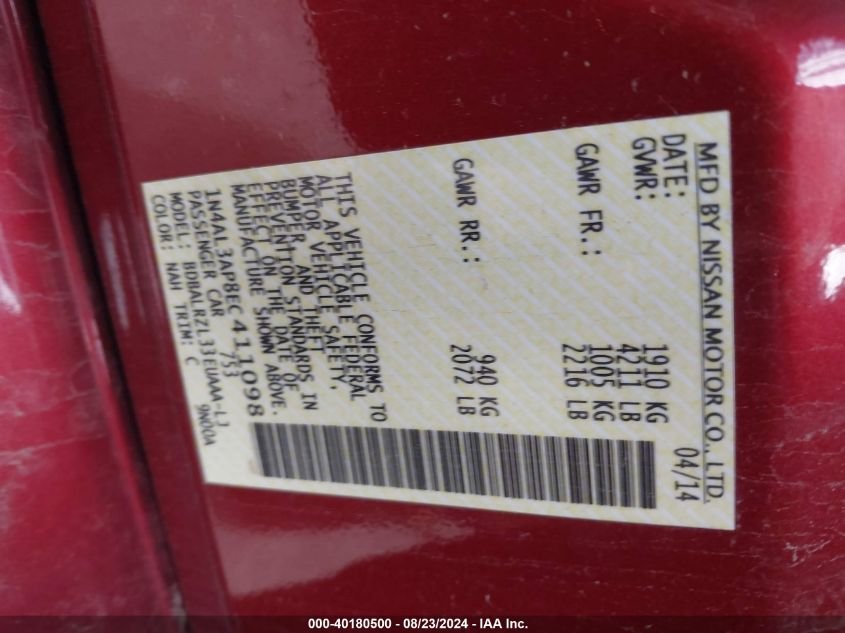 MFD BY NISSAN MOTOR CO., LTD.
DATE: 04/14
GVWR: 1910 KG
4211 LB
GAWR FR.: 1005 KG
2216 LB
GAWR RR.: 940 KG
2072 LB
THIS VEHICLE CONFORMS TO
ALL APPLICABLE FEDERAL
MOTOR VEHICLE SAFETY,
BUMPER, AND THEFT
PREVENTION STANDARDS IN
EFFECT ON THE DATE OF
MANUFACTURE SHOWN ABOVE.
1N4AL3AP8EC411098
PASSENGER CAR 753
MODEL: BDBALRZL33EUAAA-LJ
COLOR: NAH TRIM: C 9N00A
000-40180500 - 08/23/2024 - IAA Inc.